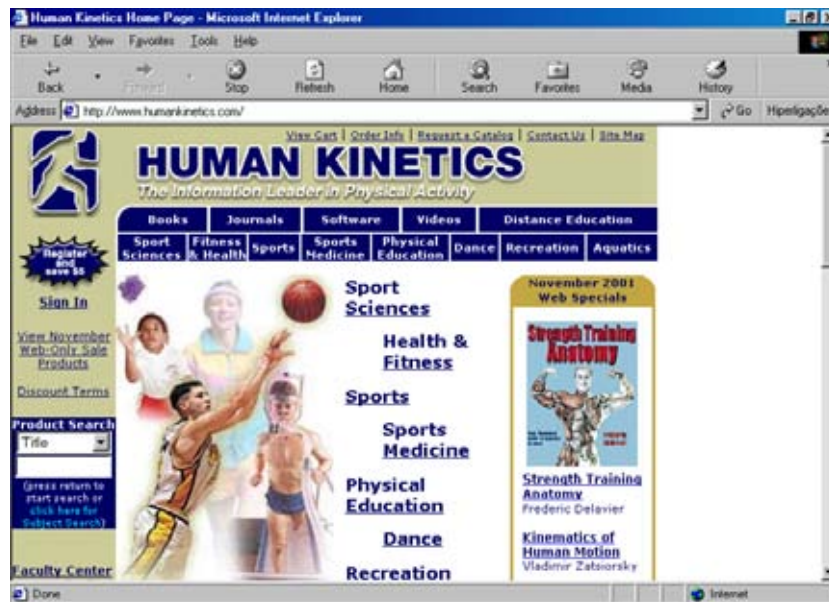 Human Kinetics Home Page - Microsoft Internet Explorer
File Edit View Favorites Tools Help
Back Forward Stop Refresh Home Search Favorites Media History
Address http://www.humankinetics.com/ Go Hiperligaçõe
View Cart | Order Info | Request a Catalog | Contact Us | Site Map
HUMAN KINETICS
The Information Leader in Physical Activity
Books Journals Software Videos Distance Education
Sport Sciences Fitness & Health Sports Sports Medicine Physical Education Dance Recreation Aquatics
Register
and
save $5
Sign In
View November
Web-Only Sale
Products
Discount Terms
Product Search
Title
(press return to
start search or
click here for
Subject Search)
Faculty Center
Sport
Sciences
Health &
Fitness
Sports
Sports
Medicine
Physical
Education
Dance
Recreation
November 2001
Web Specials
Strength Training
Anatomy
Strength Training
Anatomy
Frederic Delavier
Kinematics of
Human Motion
Vladimir Zatsiorsky
Done Internet